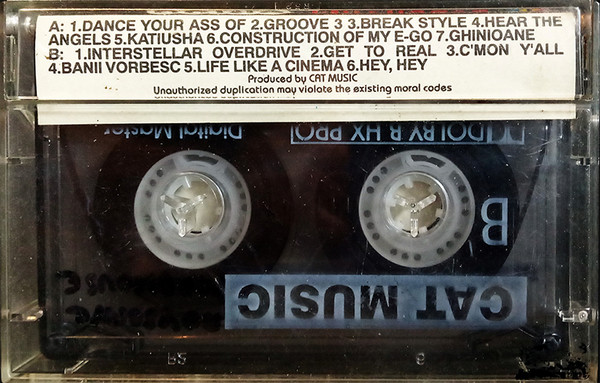 A: 1.DANCE YOUR ASS OF 2.GROOVE 3 3.BREAK STYLE 4.HEAR THE
ANGELS 5.KATIUSHA 6.CONSTRUCTION OF MY E-GO 7.GHINIOANE
B: 1.INTERSTELLAR OVERDRIVE 2.GET TO REAL 3.C'MON Y'ALL
4.BANII VORBESC 5.LIFE LIKE A CINEMA 6.HEY, HEY
Produced by CAT MUSIC
Unauthorized duplication may violate the existing moral codes
Digital Master
DOLBY B HX PRO
B
CAT MUSIC